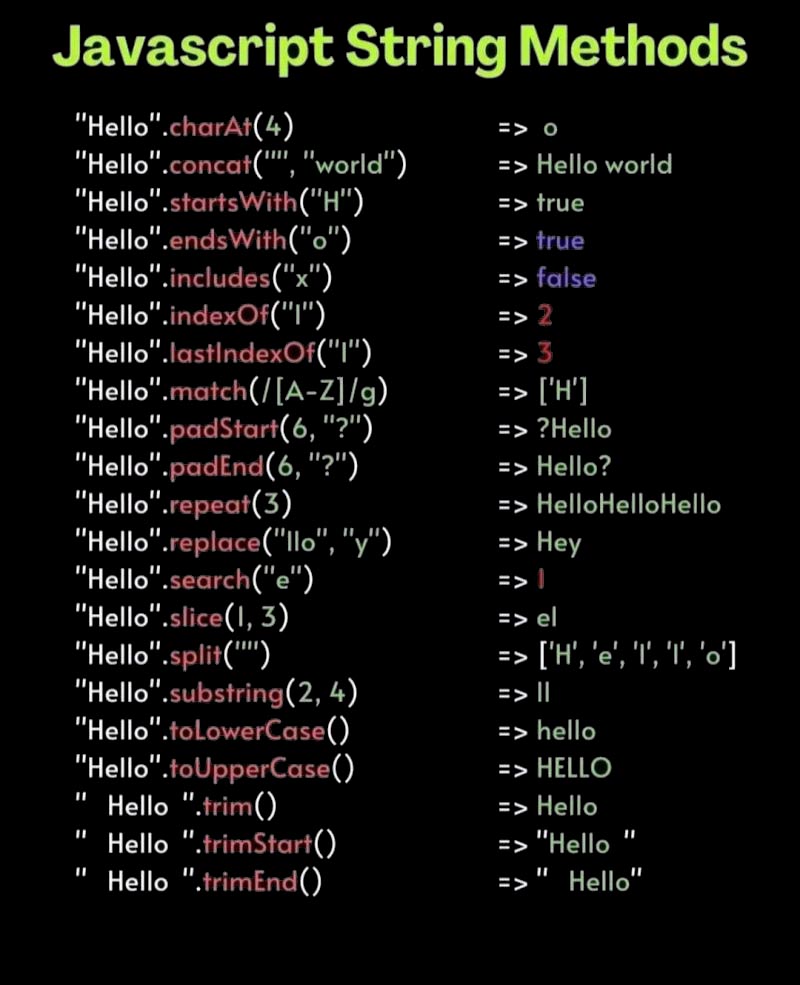 Javascript String Methods
"Hello".charAt(4) => o
"Hello".concat("", "world") => Hello world
"Hello".startsWith("H") => true
"Hello".endsWith("o") => true
"Hello".includes("x") => false
"Hello".indexOf("l") => 2
"Hello".lastIndexOf("l") => 3
"Hello".match(/[A-Z]/g) => ['H']
"Hello".padStart(6, "?") => ?Hello
"Hello".padEnd(6, "?") => Hello?
"Hello".repeat(3) => HelloHelloHello
"Hello".replace("llo", "y") => Hey
"Hello".search("e") => 1
"Hello".slice(1, 3) => el
"Hello".split("") => ['H', 'e', 'l', 'l', 'o']
"Hello".substring(2, 4) => ll
"Hello".toLowerCase() => hello
"Hello".toUpperCase() => HELLO
"  Hello  ".trim() => Hello
"  Hello  ".trimStart() => "Hello  "
"  Hello  ".trimEnd() => "  Hello"